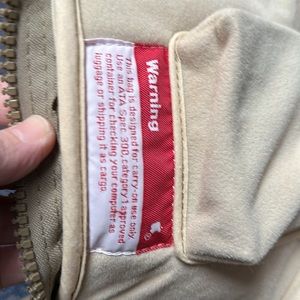 Warning
This bag is designed for carry-on use only.
Use an ATA Spec. 300, category 1 approved
container for checking your computer as
luggage or shipping it as cargo.